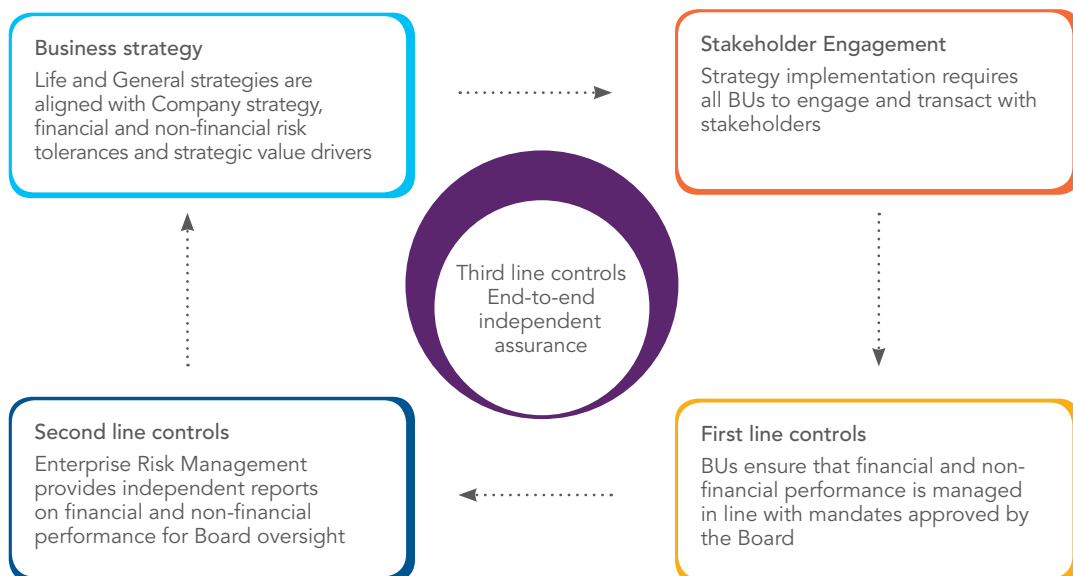 Business strategy
Life and General strategies are
aligned with Company strategy,
financial and non-financial risk
tolerances and strategic value drivers
Stakeholder Engagement
Strategy implementation requires
all BUs to engage and transact with
stakeholders
Third line controls
End-to-end
independent
assurance
Second line controls
Enterprise Risk Management
provides independent reports
on financial and non-financial
performance for Board oversight
First line controls
BUs ensure that financial and non-
financial performance is managed
in line with mandates approved by
the Board